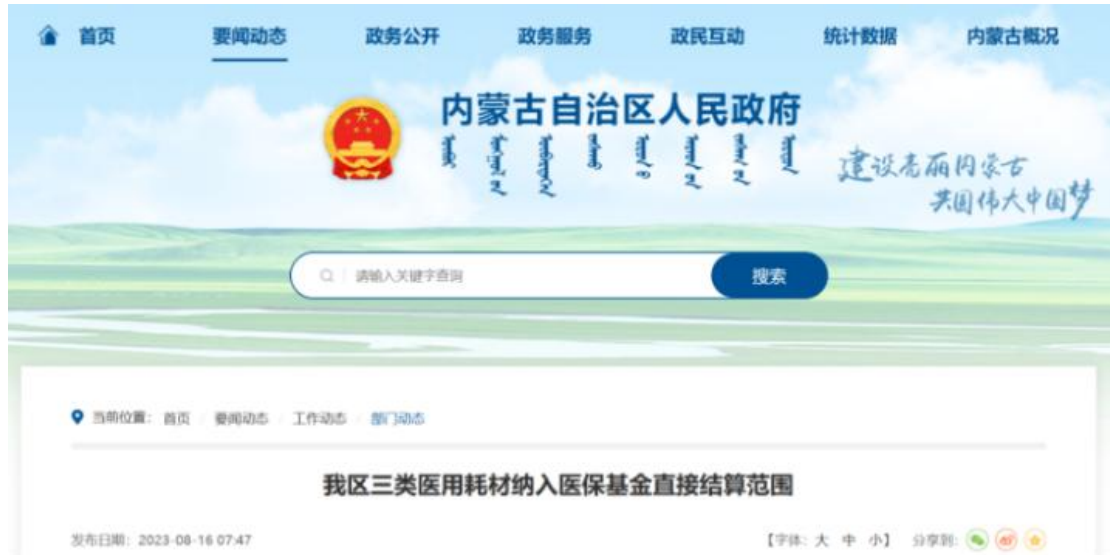 首页 要闻动态 政务公开 政务服务 政民互动 统计数据 内蒙古概况
内蒙古自治区人民政府
建设亮丽内蒙古
共圆伟大中国梦
请输入关键字查询 搜索
当前位置: 首页 / 要闻动态 / 工作动态 / 部门动态
我区三类医用耗材纳入医保基金直接结算范围
发布日期: 2023-08-16 07:47 【字体: 大 中 小】 分享到: